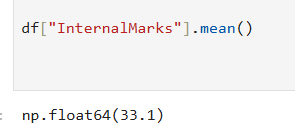 df["InternalMarks"].mean()
: np.float64(33.1)